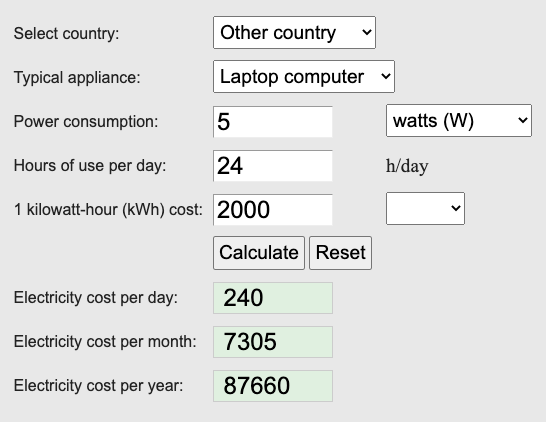 Select country: Other country
Typical appliance: Laptop computer
Power consumption: 5 watts (W)
Hours of use per day: 24 h/day
1 kilowatt-hour (kWh) cost: 2000
Calculate Reset
Electricity cost per day: 240
Electricity cost per month: 7305
Electricity cost per year: 87660